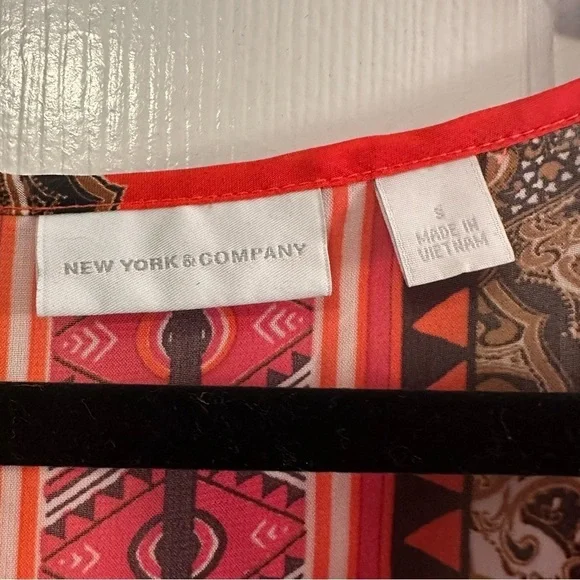 NEW YORK & COMPANY
S
MADE IN
VIETNAM